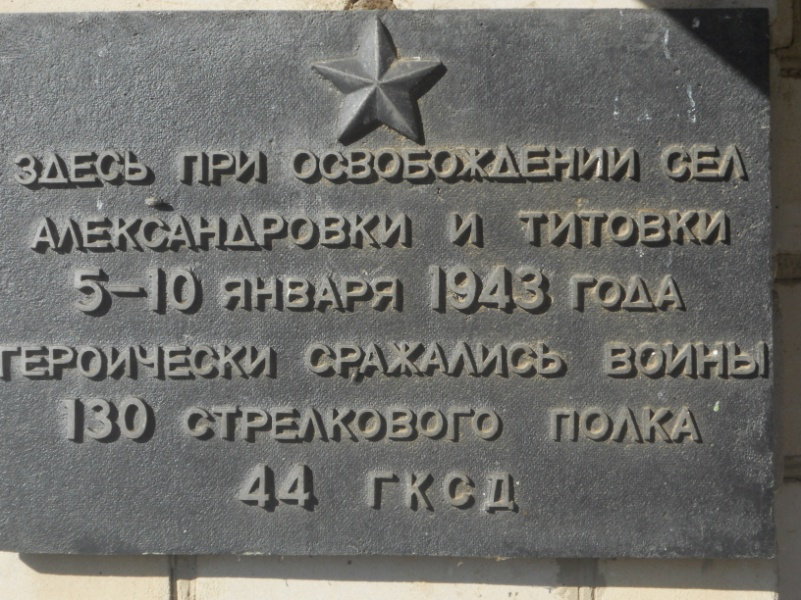 ЗДЕСЬ ПРИ ОСВОБОЖДЕНИИ СЕЛ
АЛЕКСАНДРОВКИ И ТИТОВКИ
5–10 ЯНВАРЯ 1943 ГОДА
ГЕРОИЧЕСКИ СРАЖАЛИСЬ ВОИНЫ
130 СТРЕЛКОВОГО ПОЛКА
44 ГКСД